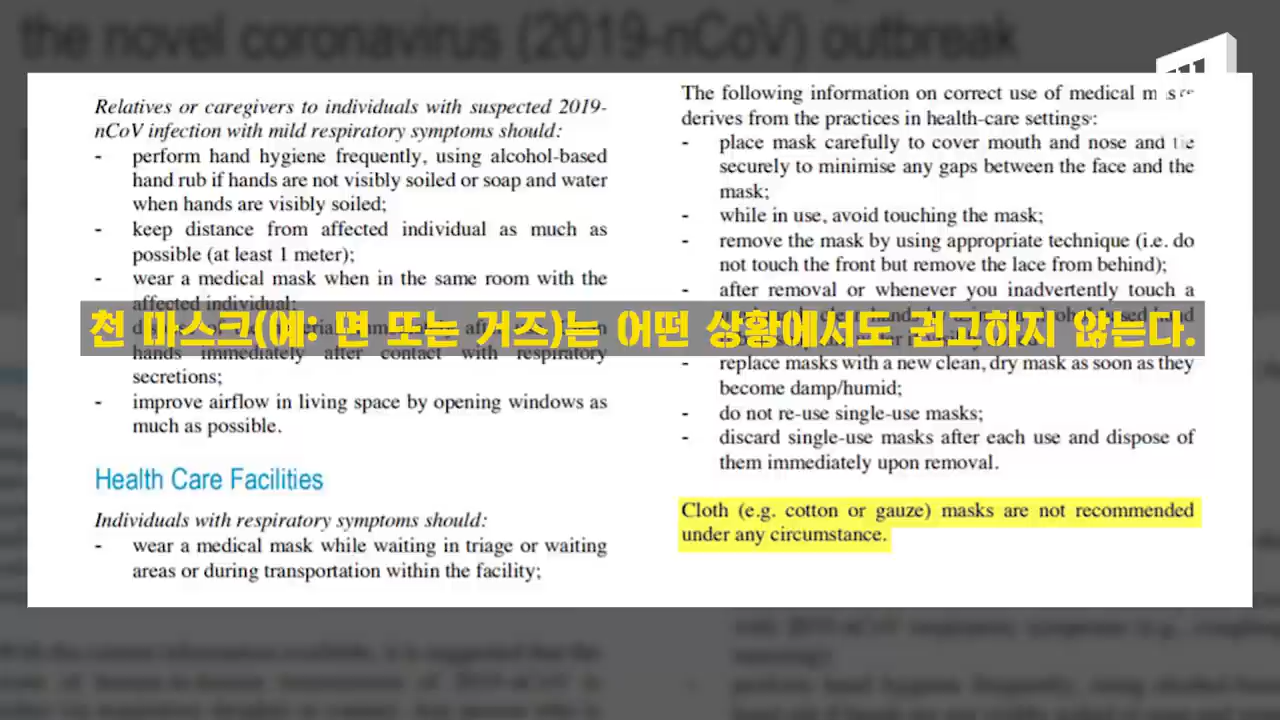 the novel coronavirus (2019-nCoV) outbreak
Relatives or caregivers to individuals with suspected 2019-
nCoV infection with mild respiratory symptoms should:
- perform hand hygiene frequently, using alcohol-based
hand rub if hands are not visibly soiled or soap and water
when hands are visibly soiled;
- keep distance from affected individual as much as
possible (at least 1 meter);
- wear a medical mask when in the same room with the
affected individual;
hands immediately after contact with respiratory
secretions;
- improve airflow in living space by opening windows as
much as possible.
Health Care Facilities
Individuals with respiratory symptoms should:
- wear a medical mask while waiting in triage or waiting
areas or during transportation within the facility;
The following information on correct use of medical
derives from the practices in health-care settings:
- place mask carefully to cover mouth and nose and tie
securely to minimise any gaps between the face and the
mask;
- while in use, avoid touching the mask;
- remove the mask by using appropriate technique (i.e. do
not touch the front but remove the lace from behind);
- after removal or whenever you inadvertently touch a
- replace masks with a new clean, dry mask as soon as they
become damp/humid;
- do not re-use single-use masks;
- discard single-use masks after each use and dispose of
them immediately upon removal.
Cloth (e.g. cotton or gauze) masks are not recommended
under any circumstance.
천 마스크(예: 면 또는 거즈)는 어떤 상황에서도 권고하지 않는다.